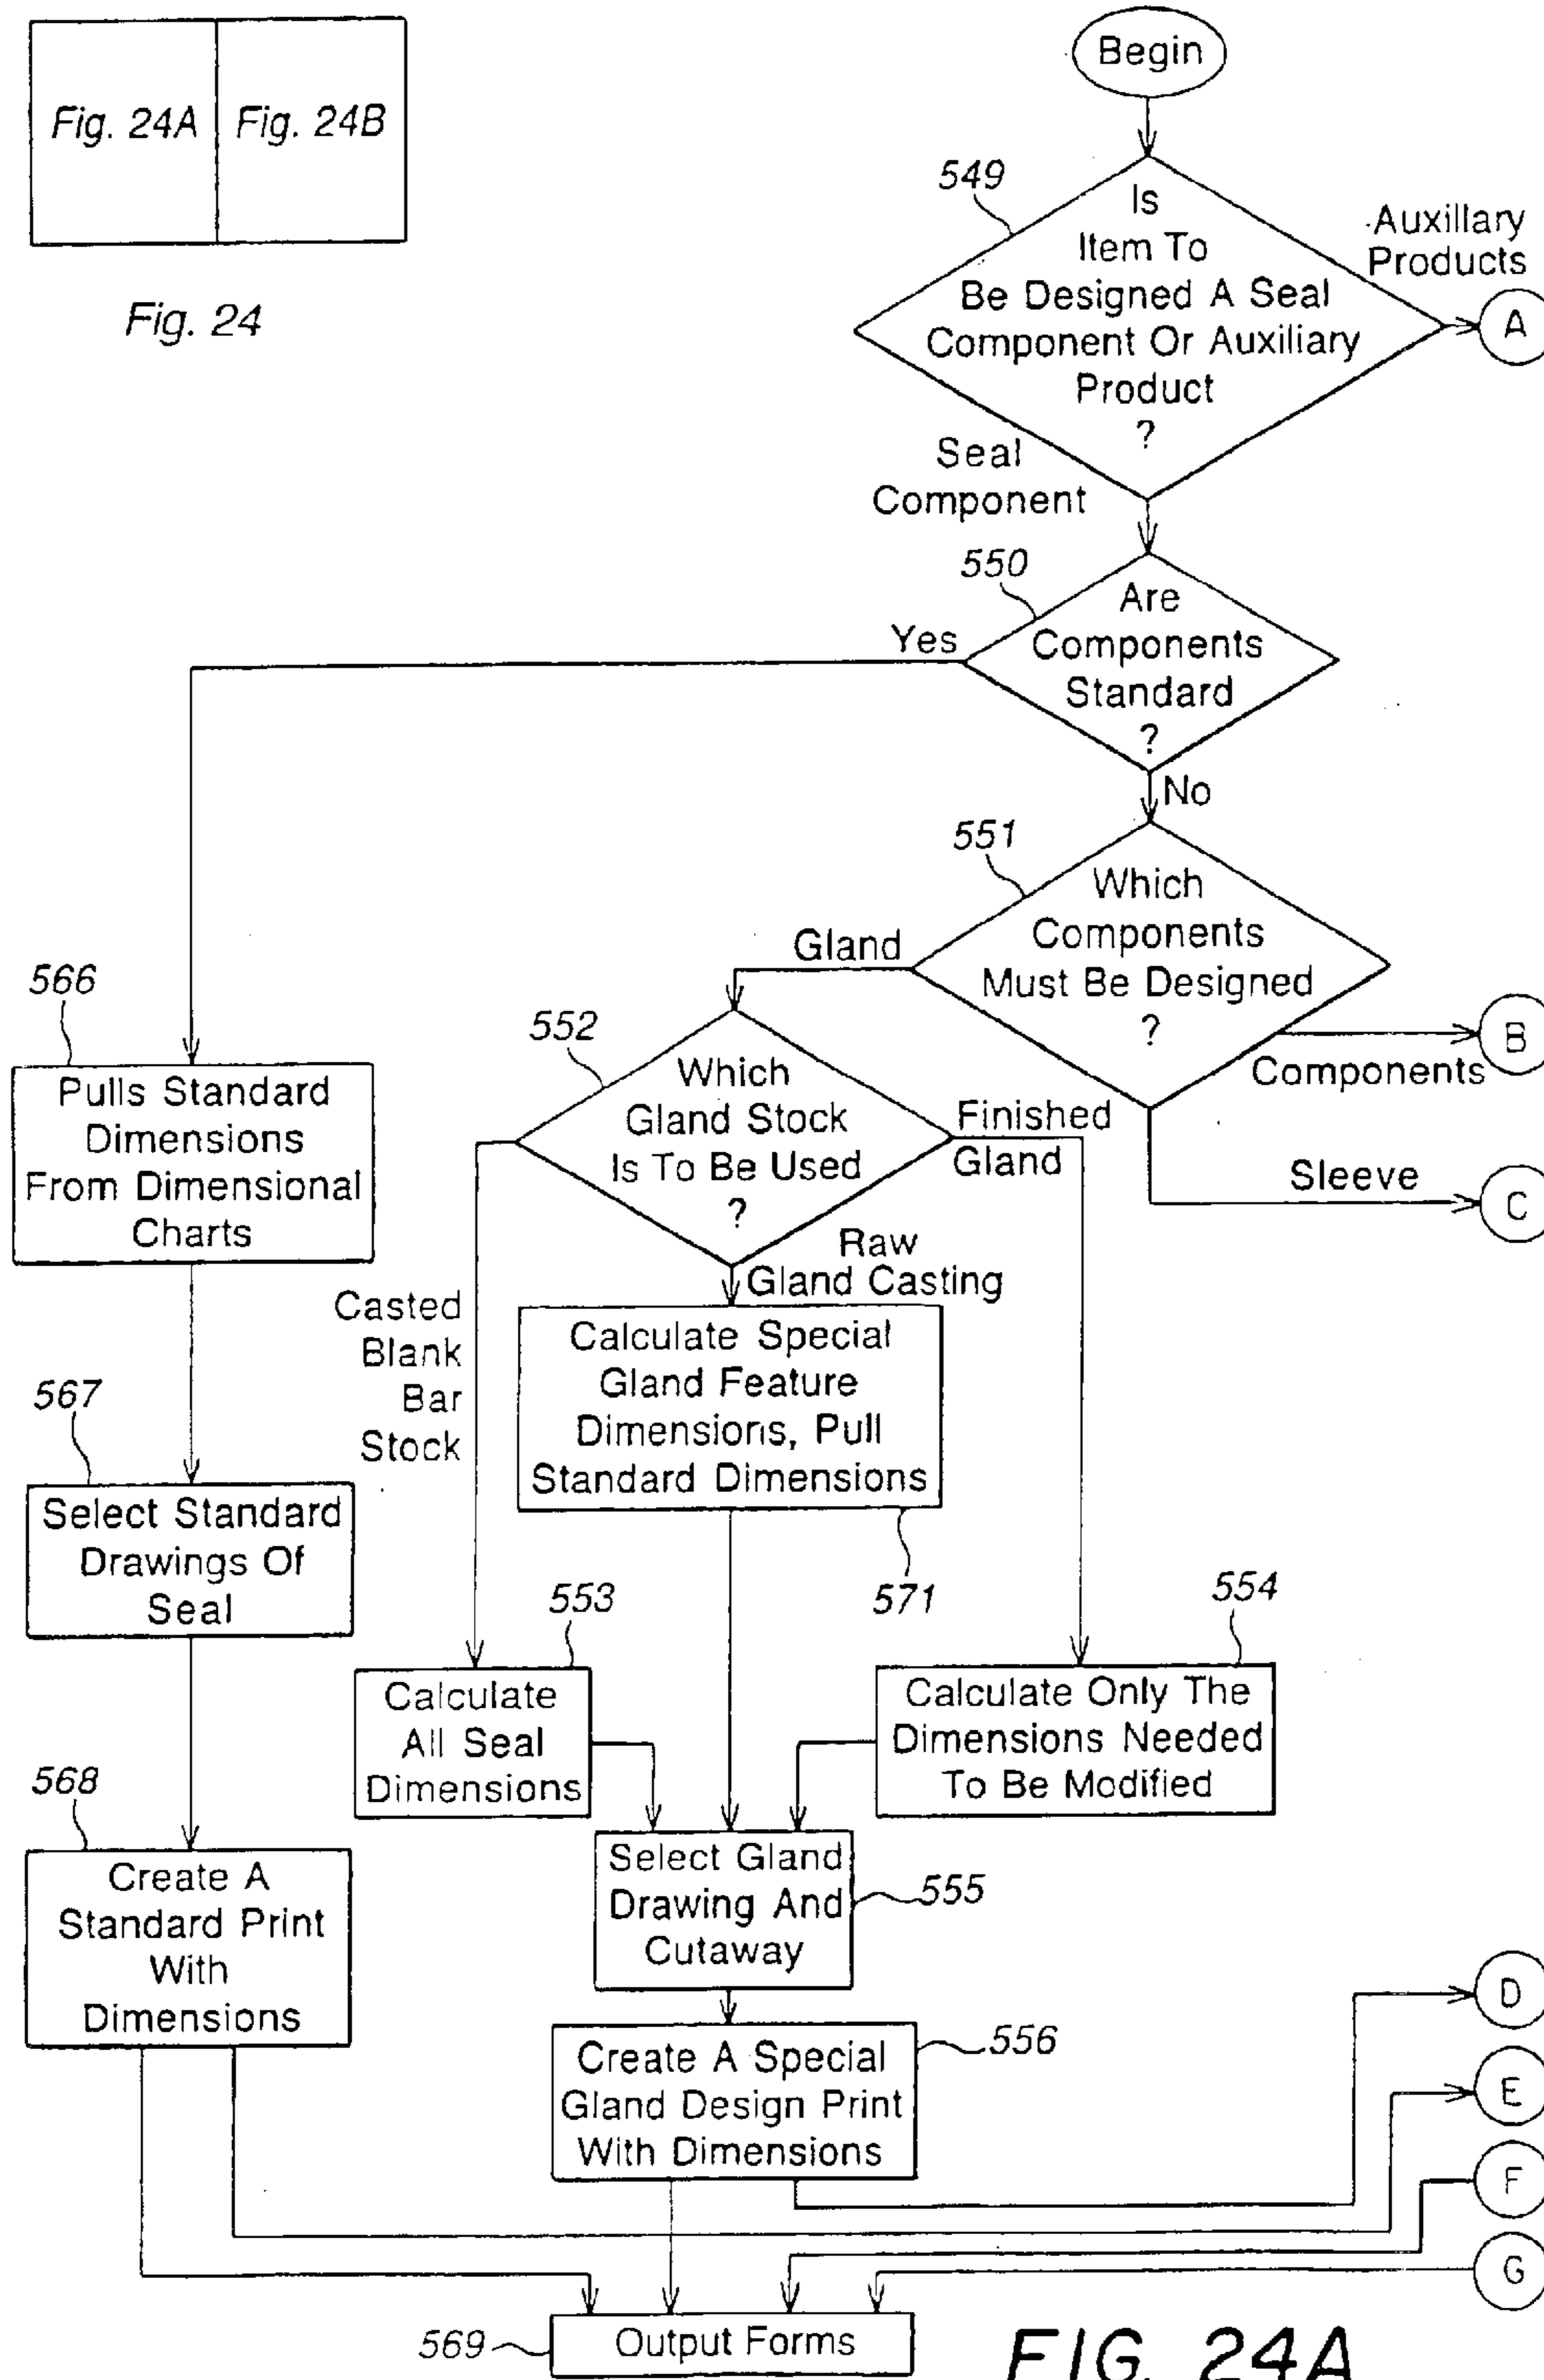 Fig. 24A
Fig. 24B
Fig. 24
Begin
549
Is
Item To
Be Designed A Seal
Component Or Auxiliary
Product
?
Auxillary
Products
A
Seal
Component
550
Are
Components
Standard
?
Yes
No
551
Which
Components
Must Be Designed
?
Gland
B
Components
Sleeve
C
552
Which
Gland Stock
Is To Be Used
?
Finished
Gland
Raw
Gland Casting
Casted
Blank
Bar
Stock
566
Pulls Standard
Dimensions
From Dimensional
Charts
567
Select Standard
Drawings Of
Seal
568
Create A
Standard Print
With
Dimensions
Calculate Special
Gland Feature
Dimensions, Pull
Standard Dimensions
571
553
Calculate
All Seal
Dimensions
554
Calculate Only The
Dimensions Needed
To Be Modified
Select Gland
Drawing And
Cutaway
555
Create A Special
Gland Design Print
With Dimensions
556
D
E
F
G
569
Output Forms
FIG. 24A